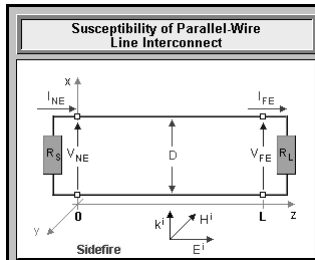 Susceptibility of Parallel-Wire
Line Interconnect
x
I_NE
I_FE
R_S
V_NE
D
V_FE
R_L
y
0
L
z
k^i
H^i
E^i
Sidefire